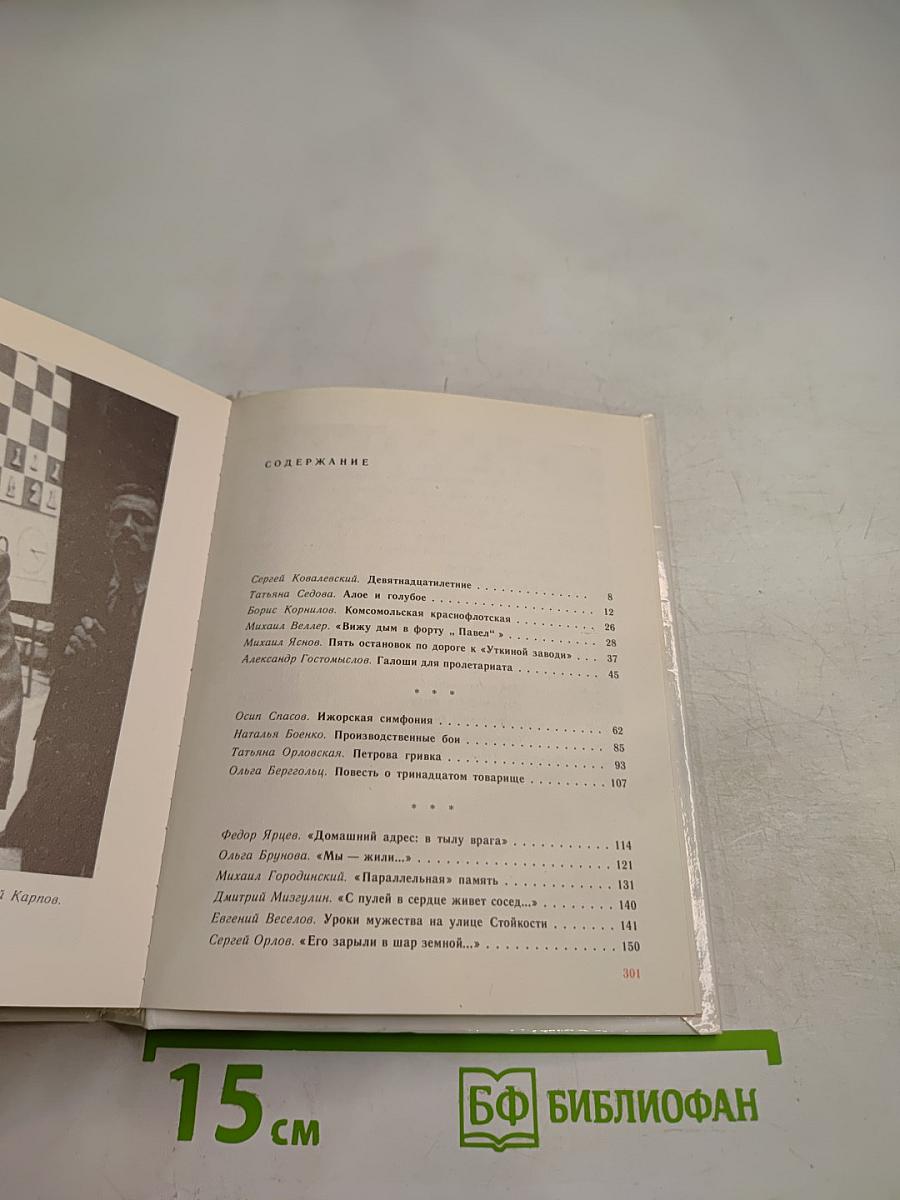 СОДЕРЖАНИЕ
Сергей Ковалевский. Девятнадцатилетние . . . . . . . . . . . . . . 8
Татьяна Седова. Алое и голубое . . . . . . . . . . . . . . . . . . . . 12
Борис Корнилов. Комсомольская краснофлотская . . . . . . . . . . 26
Михаил Веллер. «Вижу дым в форту „ Павел“ » . . . . . . . . . . . 28
Михаил Яснов. Пять остановок по дороге к «Уткиной заводи» . . . 37
Александр Гостомыслов. Галоши для пролетариата . . . . . . . . . . 45
* * *
Осип Спасов. Ижорская симфония . . . . . . . . . . . . . . . . . . . . 62
Наталья Боенко. Производственные бои . . . . . . . . . . . . . . . . . 85
Татьяна Орловская. Петрова гривка . . . . . . . . . . . . . . . . . . . 93
Ольга Берггольц. Повесть о тринадцатом товарище . . . . . . . . . 107
* * *
Федор Ярцев. «Домашний адрес: в тылу врага» . . . . . . . . . . . 114
Ольга Брунова. «Мы — жили...» . . . . . . . . . . . . . . . . . . . . . . 121
Михаил Городинский. «Параллельная» память . . . . . . . . . . . . . 131
Дмитрий Мизгулин. «С пулей в сердце живет сосед...» . . . . . . . . 140
Евгений Веселов. Уроки мужества на улице Стойкости . . . . . . . 141
Сергей Орлов. «Его зарыли в шар земной...» . . . . . . . . . . . . . . 150
301
й Карпов.
15 см
БФ БИБЛИОФАН